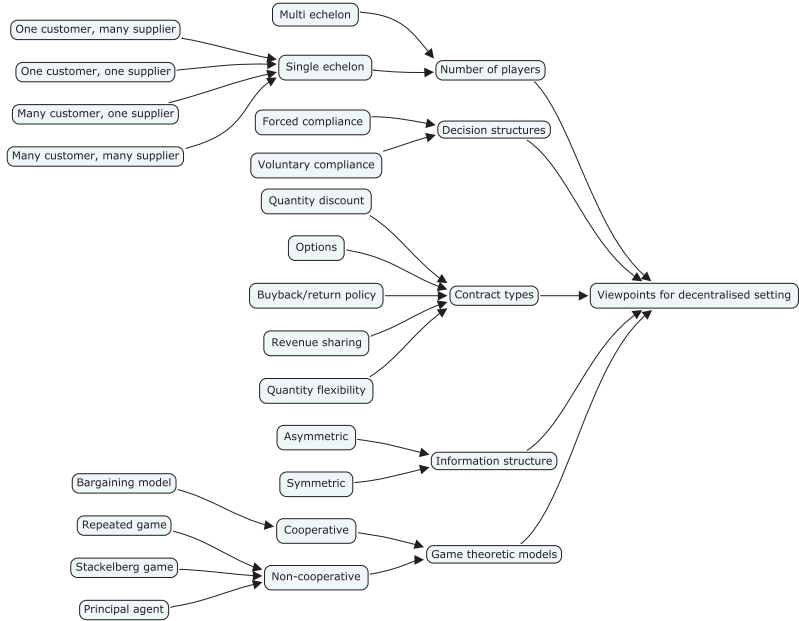 Multi echelon
One customer, many supplier
Single echelon
Number of players
One customer, one supplier
Many customer, one supplier
Forced compliance
Decision structures
Many customer, many supplier
Voluntary compliance
Quantity discount
Options
Buyback/return policy
Contract types
Viewpoints for decentralised setting
Revenue sharing
Quantity flexibility
Asymmetric
Information structure
Bargaining model
Symmetric
Repeated game
Cooperative
Game theoretic models
Stackelberg game
Non-cooperative
Principal agent